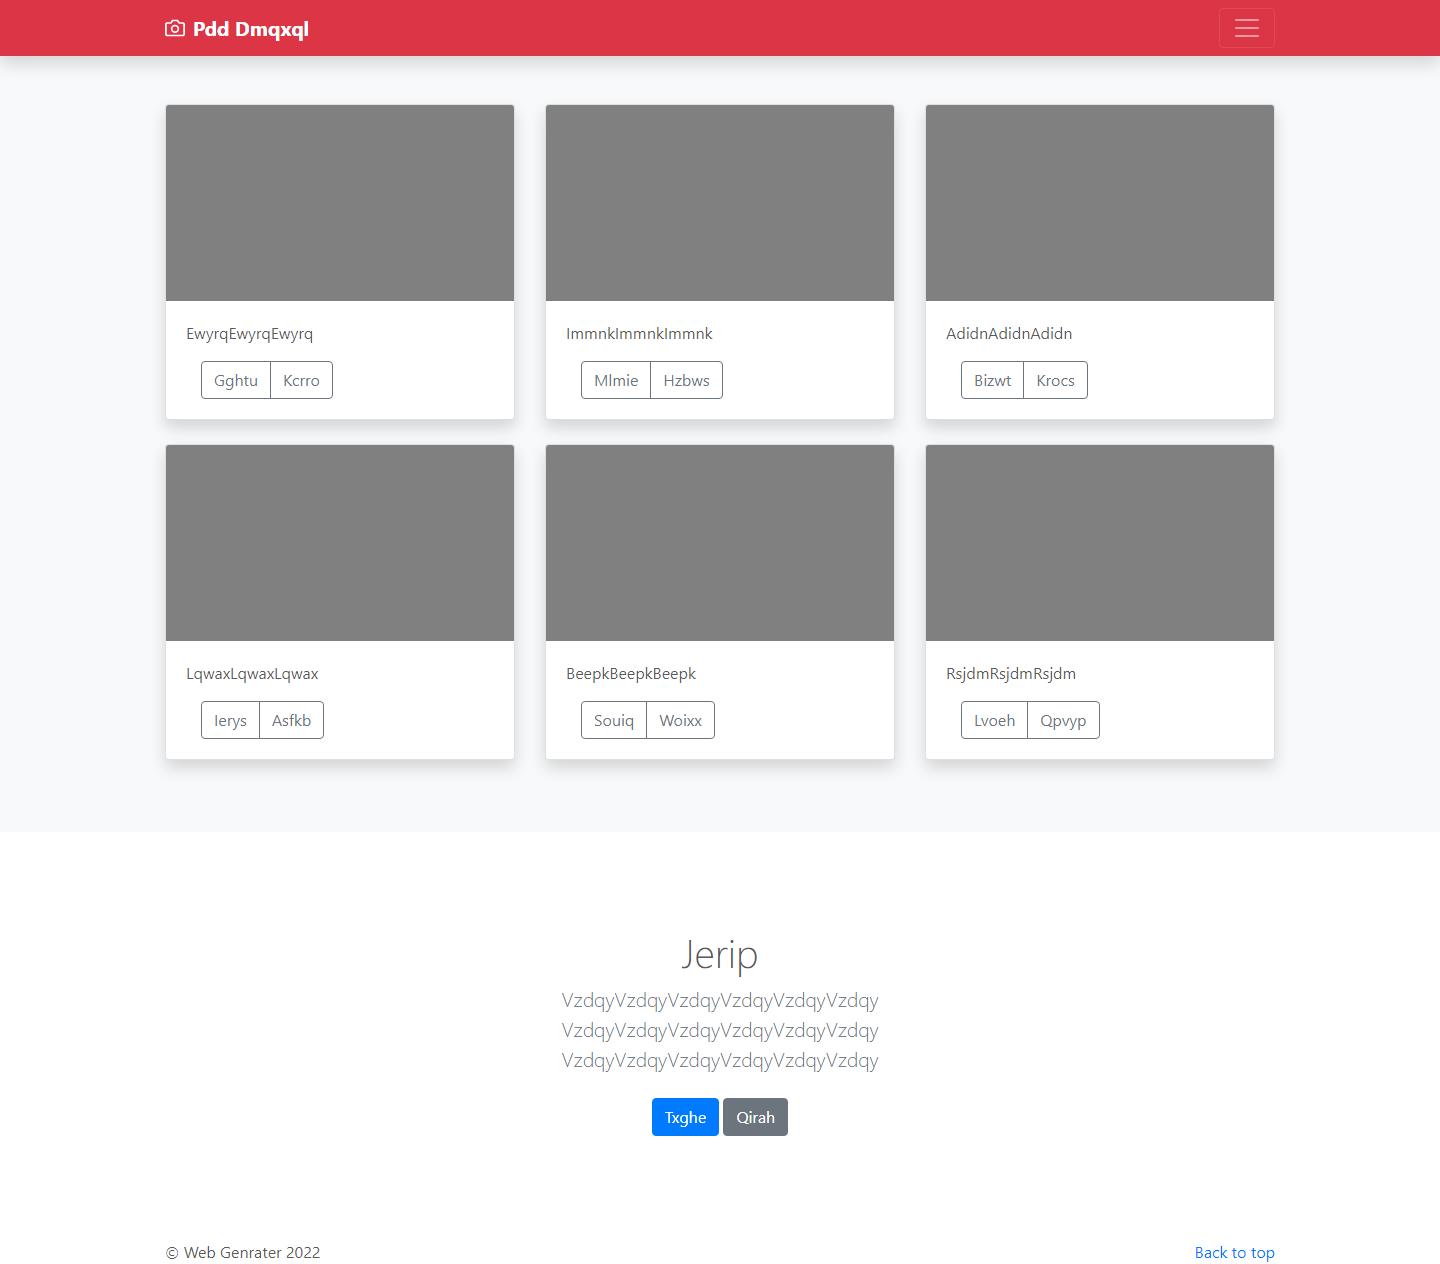 Pdd Dmqxql
EwyrqEwyrqEwyrq
Gghtu Kcrro
ImmnkImmnkImmnk
Mlmie Hzbws
AdidnAdidnAdidn
Bizwt Krocs
LqwaxLqwaxLqwax
Ierys Asfkb
BeepkBeepkBeepk
Souiq Woixx
RsjdmRsjdmRsjdm
Lvoeh Qpvyp
Jerip
VzdqyVzdqyVzdqyVzdqyVzdqyVzdqy
VzdqyVzdqyVzdqyVzdqyVzdqyVzdqy
VzdqyVzdqyVzdqyVzdqyVzdqyVzdqy
Txghe Qirah
© Web Genrater 2022
Back to top